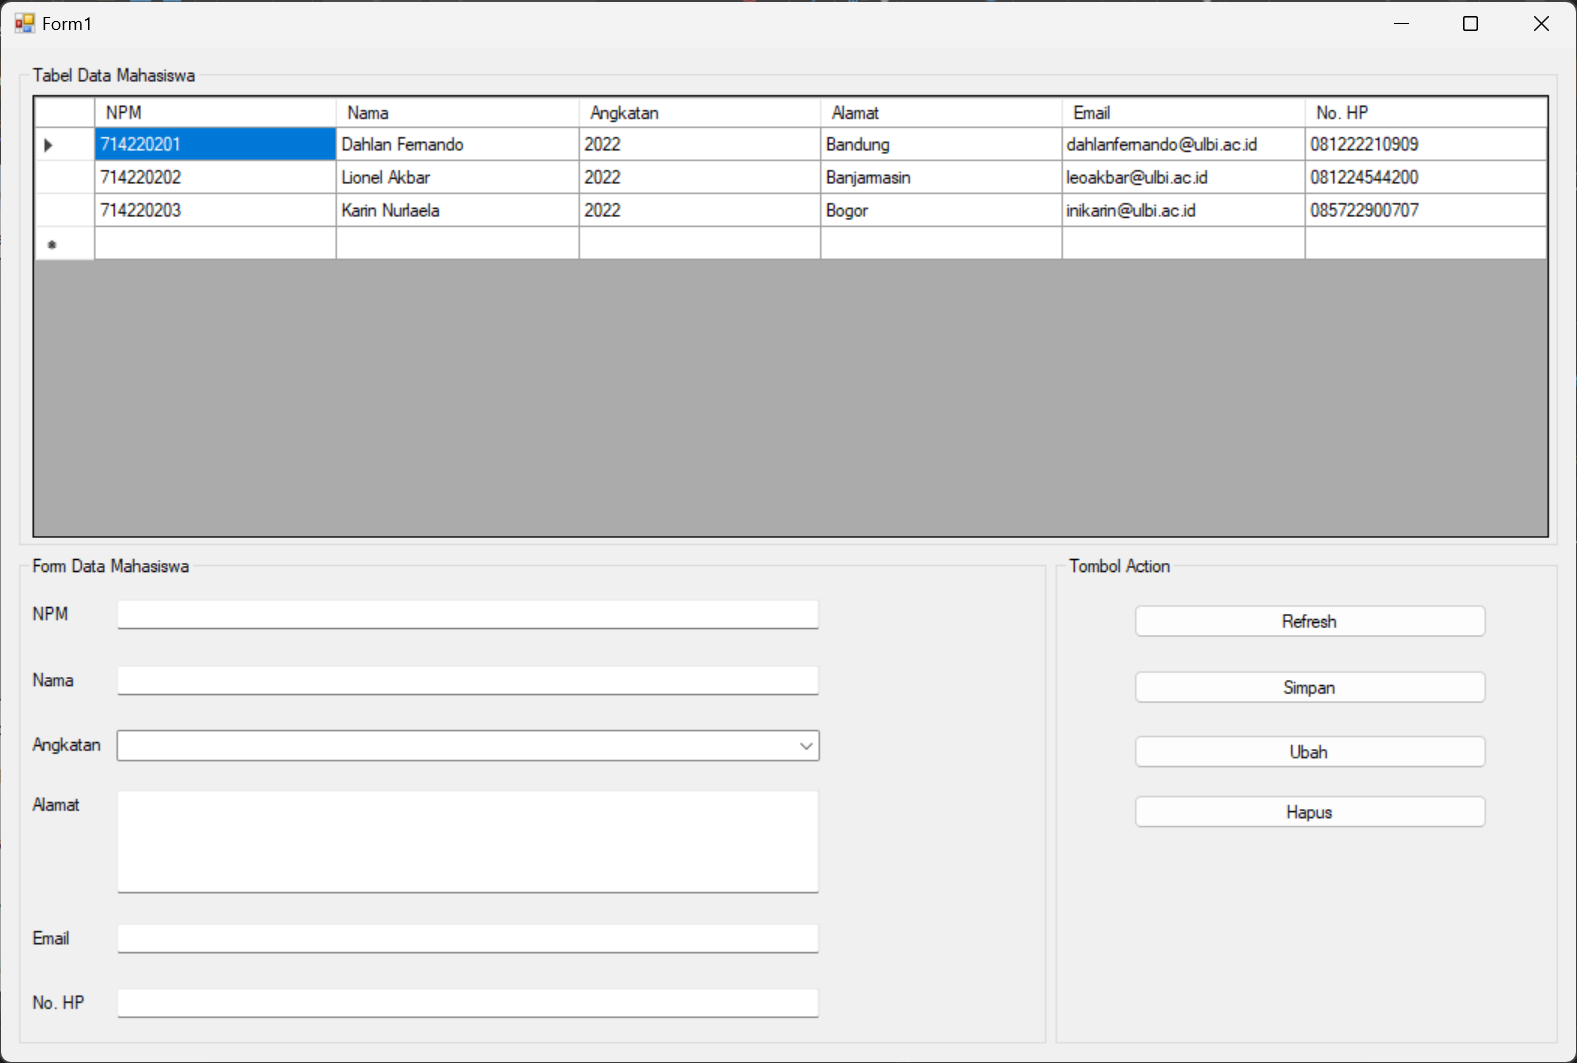 Form1
Tabel Data Mahasiswa
NPM Nama Angkatan Alamat Email No. HP
714220201 Dahlan Fernando 2022 Bandung dahlanfernando@ulbi.ac.id 081222210909
714220202 Lionel Akbar 2022 Banjarmasin leoakbar@ulbi.ac.id 081224544200
714220203 Karin Nurlaela 2022 Bogor inikarin@ulbi.ac.id 085722900707
Form Data Mahasiswa
NPM
Nama
Angkatan
Alamat
Email
No. HP
Tombol Action
Refresh
Simpan
Ubah
Hapus